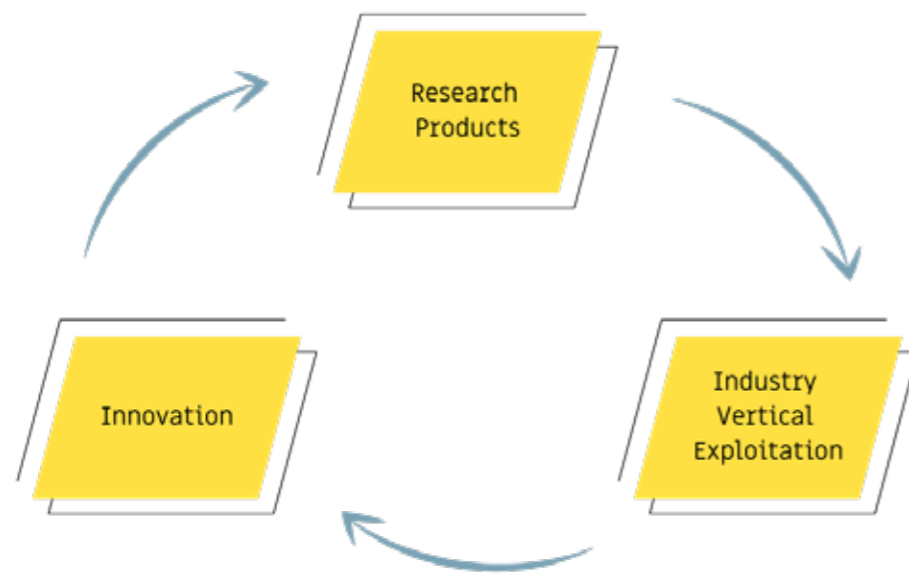 Research
Products
Innovation
Industry
Vertical
Exploitation